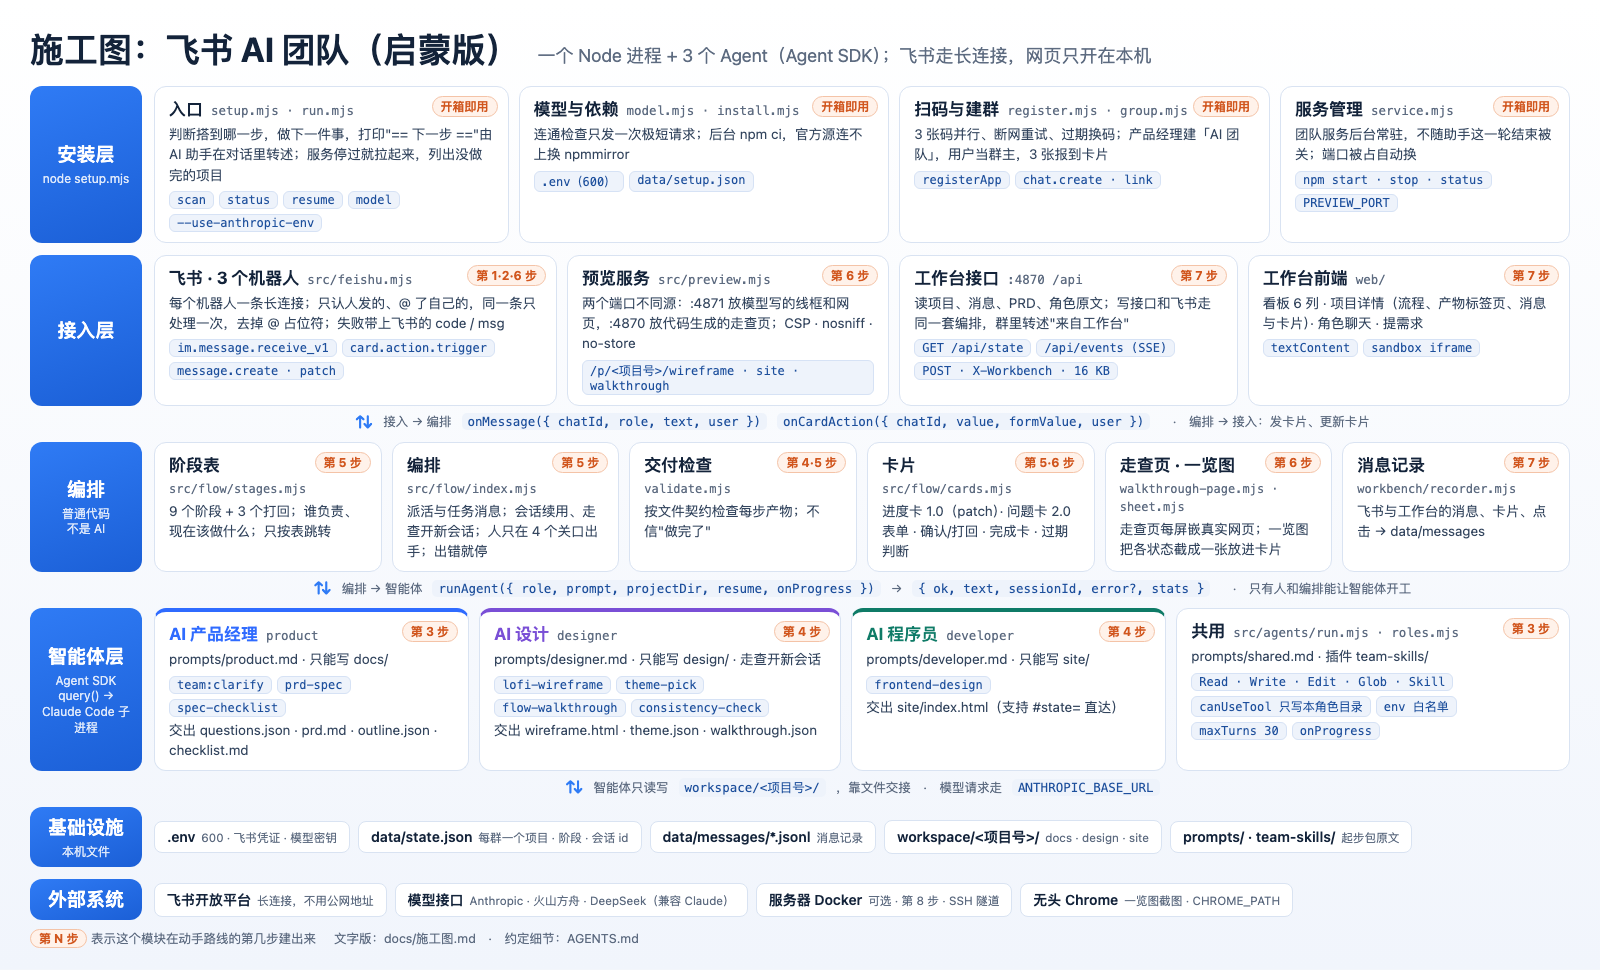 施工图：飞书 AI 团队（启蒙版） 一个 Node 进程 + 3 个 Agent（Agent SDK）；飞书走长连接，网页只开在本机
安装层
node setup.mjs
入口 setup.mjs · run.mjs 开箱即用
判断搭到哪一步，做下一件事，打印"== 下一步 =="由
AI 助手在对话里转述；服务停过就拉起来，列出没做
完的项目
scan status resume model
--use-anthropic-env
模型与依赖 model.mjs · install.mjs 开箱即用
连通检查只发一次极短请求；后台 npm ci，官方源连不
上换 npmmirror
.env（600） data/setup.json
扫码与建群 register.mjs · group.mjs 开箱即用
3 张码并行、断网重试、过期换码；产品经理建「AI 团
队」，用户当群主，3 张报到卡片
registerApp chat.create · link
服务管理 service.mjs 开箱即用
团队服务后台常驻，不随助手这一轮结束被
关；端口被占自动换
npm start · stop · status
PREVIEW_PORT
接入层
飞书 · 3 个机器人 src/feishu.mjs 第 1·2·6 步
每个机器人一条长连接；只认人发的、@ 了自己的，同一条只
处理一次，去掉 @ 占位符；失败带上飞书的 code / msg
im.message.receive_v1 card.action.trigger
message.create · patch
预览服务 src/preview.mjs 第 6 步
两个端口不同源：:4871 放模型写的线框和网
页，:4870 放代码生成的走查页；CSP · nosniff ·
no-store
/p/<项目号>/wireframe · site ·
walkthrough
工作台接口 :4870 /api 第 7 步
读项目、消息、PRD、角色原文；写接口和飞书走
同一套编排，群里转述"来自工作台"
GET /api/state /api/events (SSE)
POST · X-Workbench · 16 KB
工作台前端 web/ 第 7 步
看板 6 列 · 项目详情（流程、产物标签页、消息
与卡片）· 角色聊天 · 提需求
textContent sandbox iframe
接入 → 编排 onMessage({ chatId, role, text, user }) onCardAction({ chatId, value, formValue, user }) · 编排 → 接入：发卡片、更新卡片
编排
普通代码
不是 AI
阶段表 第 5 步
src/flow/stages.mjs
9 个阶段 + 3 个打回；谁负责、
现在该做什么；只按表跳转
编排 第 5 步
src/flow/index.mjs
派活与任务消息；会话续用、走
查开新会话；人只在 4 个关口出
手；出错就停
交付检查 第 4·5 步
validate.mjs
按文件契约检查每步产物；不
信"做完了"
卡片 第 5·6 步
src/flow/cards.mjs
进度卡 1.0（patch）· 问题卡 2.0
表单 · 确认/打回 · 完成卡 · 过期
判断
走查页 · 一览图 第 6 步
walkthrough-page.mjs ·
sheet.mjs
走查页每屏嵌真实网页；一览图
把各状态截成一张放进卡片
消息记录 第 7 步
workbench/recorder.mjs
飞书与工作台的消息、卡片、点
击 → data/messages
编排 → 智能体 runAgent({ role, prompt, projectDir, resume, onProgress }) → { ok, text, sessionId, error?, stats } · 只有人和编排能让智能体开工
智能体层
Agent SDK
query() →
Claude Code 子
进程
AI 产品经理 product 第 3 步
prompts/product.md · 只能写 docs/
team:clarify prd-spec
spec-checklist
交出 questions.json · prd.md · outline.json ·
checklist.md
AI 设计 designer 第 4 步
prompts/designer.md · 只能写 design/ · 走查开新会话
lofi-wireframe theme-pick
flow-walkthrough consistency-check
交出 wireframe.html · theme.json · walkthrough.json
AI 程序员 developer 第 4 步
prompts/developer.md · 只能写 site/
frontend-design
交出 site/index.html（支持 #state= 直达）
共用 src/agents/run.mjs · roles.mjs 第 3 步
prompts/shared.md · 插件 team-skills/
Read · Write · Edit · Glob · Skill
canUseTool 只写本角色目录 env 白名单
maxTurns 30 onProgress
智能体只读写 workspace/<项目号>/ ，靠文件交接 · 模型请求走 ANTHROPIC_BASE_URL
基础设施
本机文件
.env 600 · 飞书凭证 · 模型密钥
data/state.json 每群一个项目 · 阶段 · 会话 id
data/messages/*.jsonl 消息记录
workspace/<项目号>/ docs · design · site
prompts/ · team-skills/ 起步包原文
外部系统
飞书开放平台 长连接，不用公网地址
模型接口 Anthropic · 火山方舟 · DeepSeek（兼容 Claude）
服务器 Docker 可选 · 第 8 步 · SSH 隧道
无头 Chrome 一览图截图 · CHROME_PATH
第 N 步 表示这个模块在动手路线的第几步建出来 文字版：docs/施工图.md · 约定细节：AGENTS.md